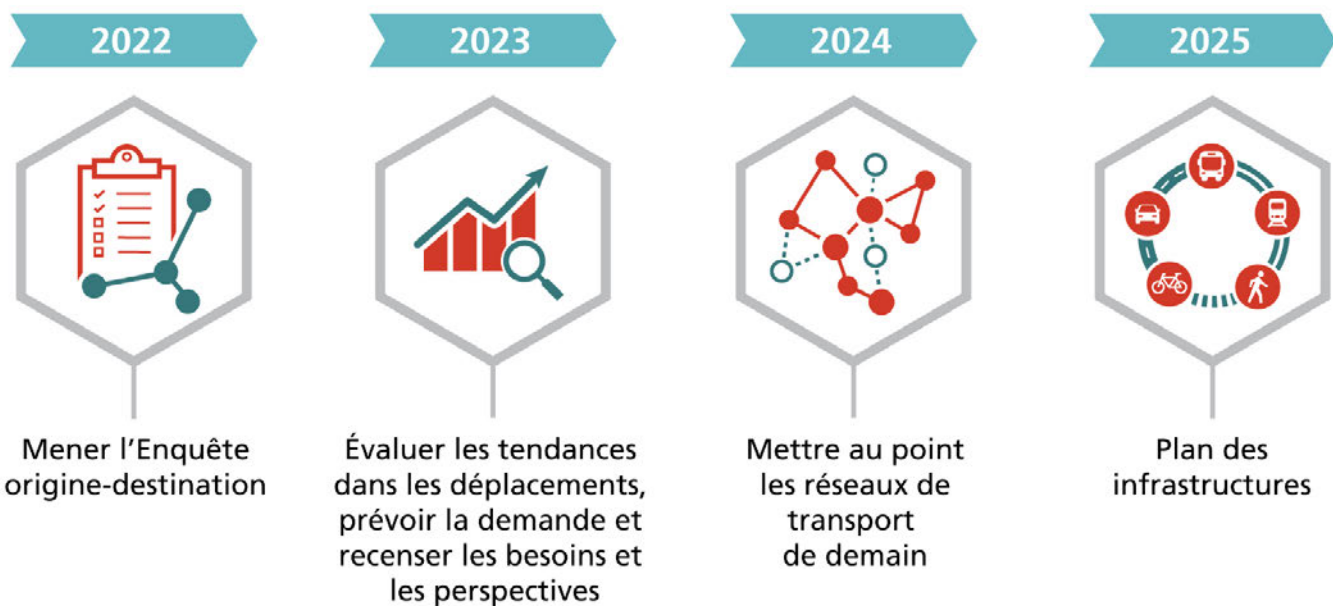 2022
Mener l'Enquête
origine-destination
2023
Évaluer les tendances
dans les déplacements,
prévoir la demande et
recenser les besoins et
les perspectives
2024
Mettre au point
les réseaux de
transport
de demain
2025
Plan des
infrastructures